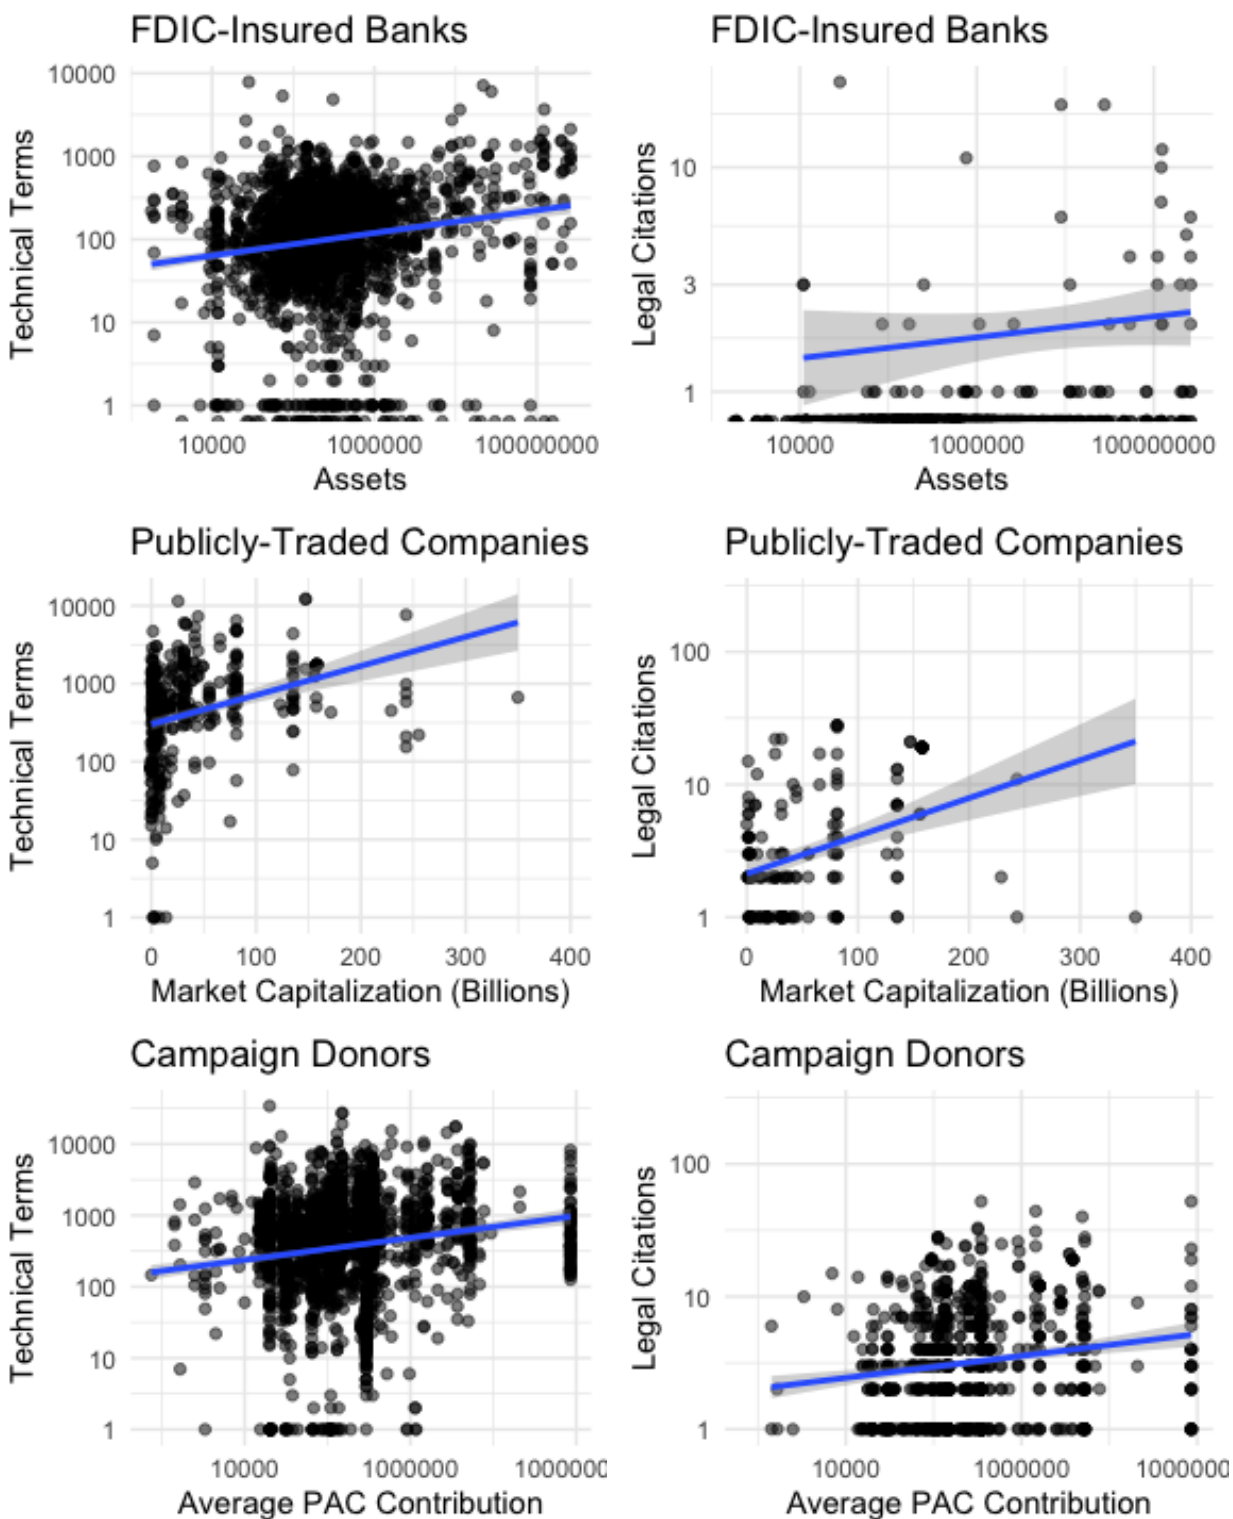 FDIC-Insured Banks
10000
1000
100
10
1
Technical Terms
10000
1000000
100000000
Assets
FDIC-Insured Banks
10
3
1
Legal Citations
10000
1000000
100000000
Assets
Publicly-Traded Companies
10000
1000
100
10
1
Technical Terms
0
100
200
300
400
Market Capitalization (Billions)
Publicly-Traded Companies
100
10
1
Legal Citations
0
100
200
300
400
Market Capitalization (Billions)
Campaign Donors
10000
1000
100
10
1
Technical Terms
10000
1000000
1000000
Average PAC Contribution
Campaign Donors
100
10
1
Legal Citations
10000
1000000
1000000
Average PAC Contribution